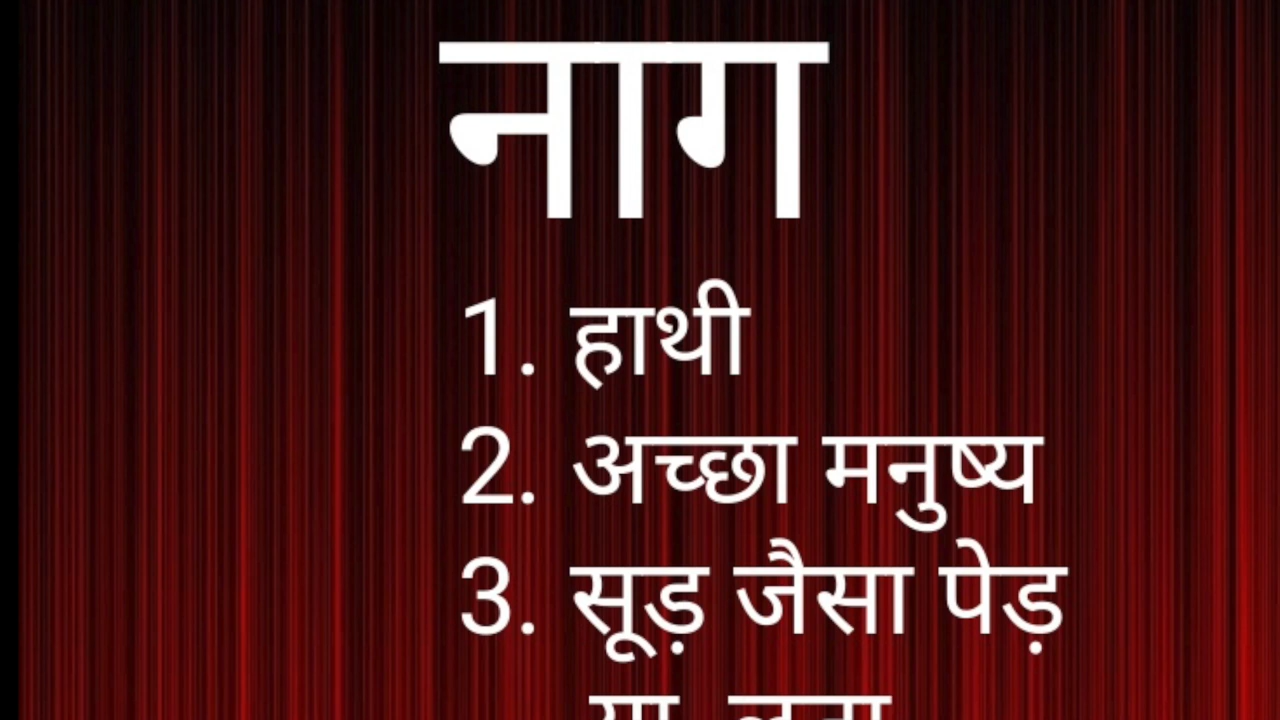 नाग
1. हाथी
2. अच्छा मनुष्य
3. सूड़ जैसा पेड़